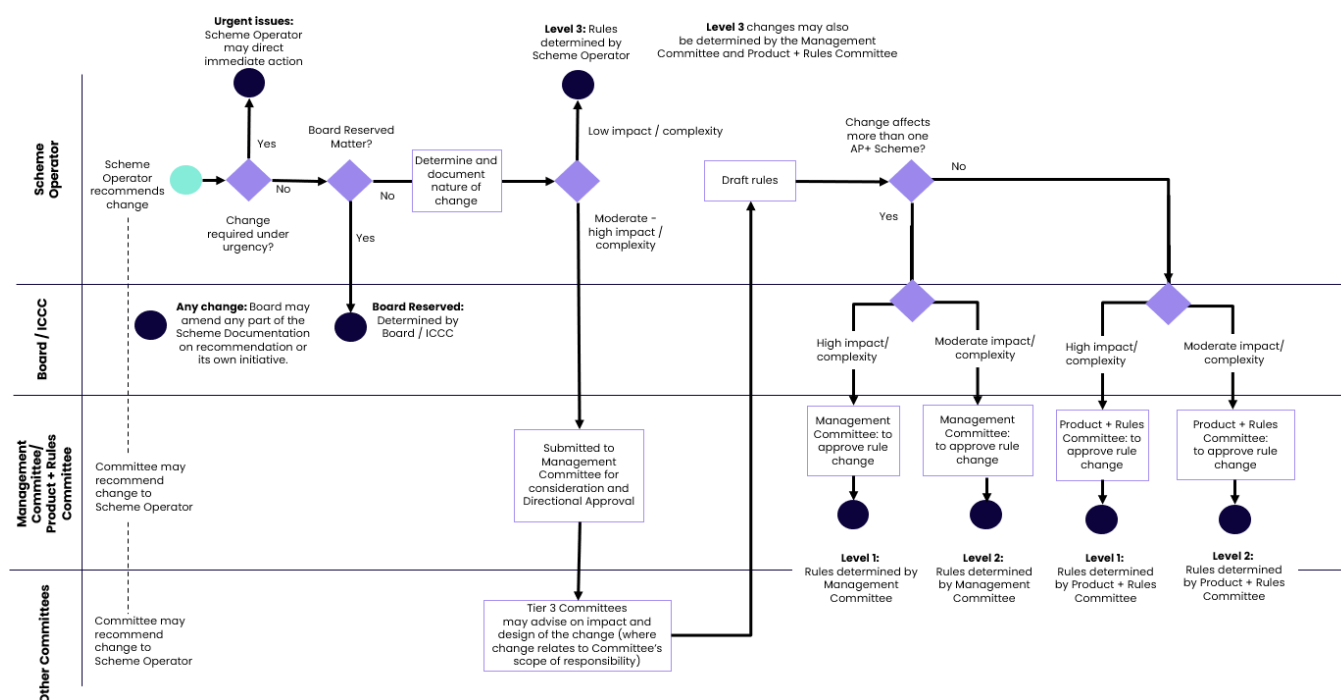 Urgent issues:
Scheme Operator
may direct
immediate action
Level 3: Rules
determined by
Scheme Operator
Level 3 changes may also
be determined by the Management
Committee and Product + Rules Committee
Scheme
Operator
Scheme
Operator
recommends
change
Yes
No
Change
required under
urgency?
Board Reserved
Matter?
No
Yes
Determine and
document
nature of
change
Low impact / complexity
Moderate -
high impact /
complexity
Draft rules
Change affects
more than one
AP+ Scheme?
No
Yes
Board / ICCC
Any change: Board may
amend any part of the
Scheme Documentation
on recommendation or
its own initiative.
Board Reserved:
Determined by
Board / ICCC
High impact/
complexity
Moderate impact/
complexity
High impact/
complexity
Moderate impact/
complexity
Management
Committee/
Product + Rules
Committee
Committee may
recommend
change to
Scheme Operator
Submitted to
Management
Committee for
consideration and
Directional Approval
Management
Committee: to
approve rule
change
Management
Committee:
to approve rule
change
Product + Rules
Committee: to
approve rule
change
Product + Rules
Committee:
to approve rule
change
Level 1:
Rules determined by
Management
Committee
Level 2:
Rules determined
by Management
Committee
Level 1:
Rules determined
by Product + Rules
Committee
Level 2:
Rules determined
by Product + Rules
Committee
Other Committees
Committee may
recommend
change to
Scheme Operator
Tier 3 Committees
may advise on impact and
design of the change (where
change relates to Committee's
scope of responsibility)